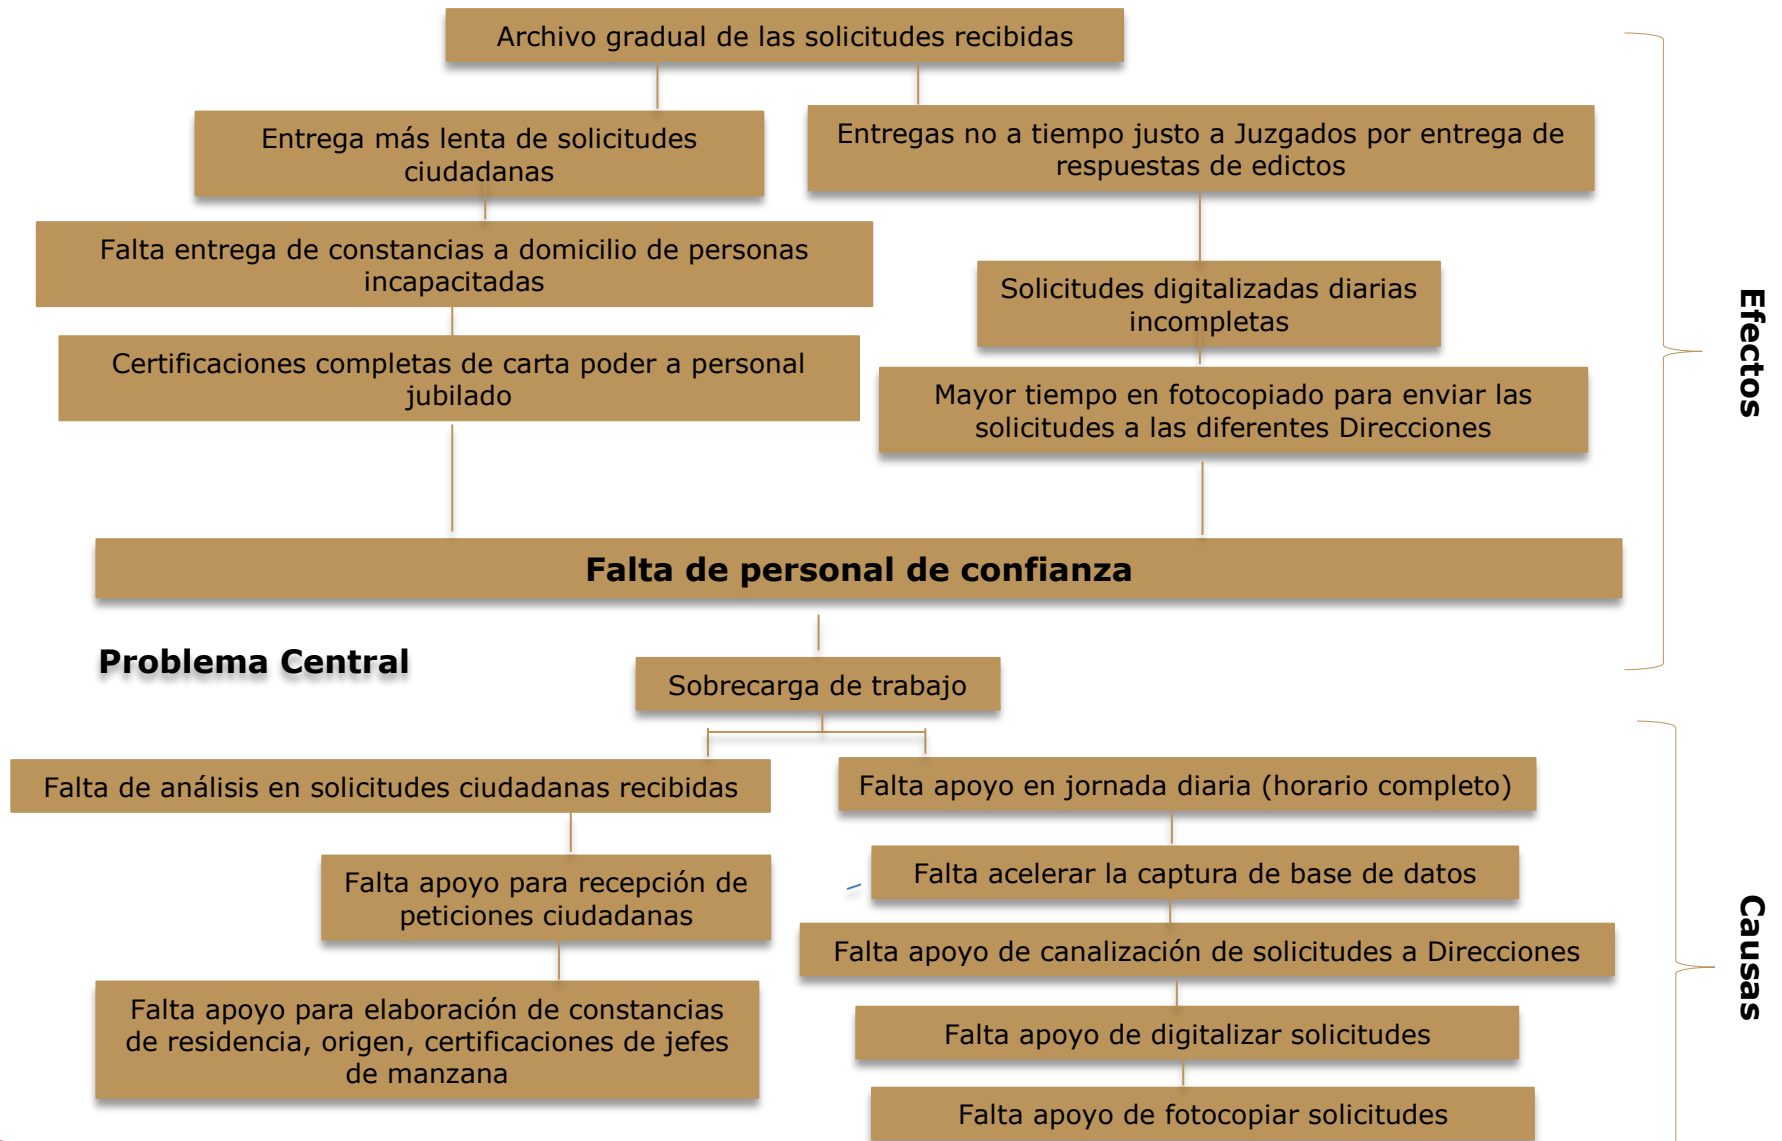 Archivo gradual de las solicitudes recibidas
Entrega más lenta de solicitudes
ciudadanas
Entregas no a tiempo justo a Juzgados por entrega de
respuestas de edictos
Falta entrega de constancias a domicilio de personas
incapacitadas
Solicitudes digitalizadas diarias
incompletas
Certificaciones completas de carta poder a personal
jubilado
Mayor tiempo en fotocopiado para enviar las
solicitudes a las diferentes Direcciones
Efectos
Falta de personal de confianza
Problema Central
Sobrecarga de trabajo
Falta de análisis en solicitudes ciudadanas recibidas
Falta apoyo en jornada diaria (horario completo)
Falta apoyo para recepción de
peticiones ciudadanas
Falta acelerar la captura de base de datos
Falta apoyo de canalización de solicitudes a Direcciones
Falta apoyo para elaboración de constancias
de residencia, origen, certificaciones de jefes
de manzana
Falta apoyo de digitalizar solicitudes
Falta apoyo de fotocopiar solicitudes
Causas